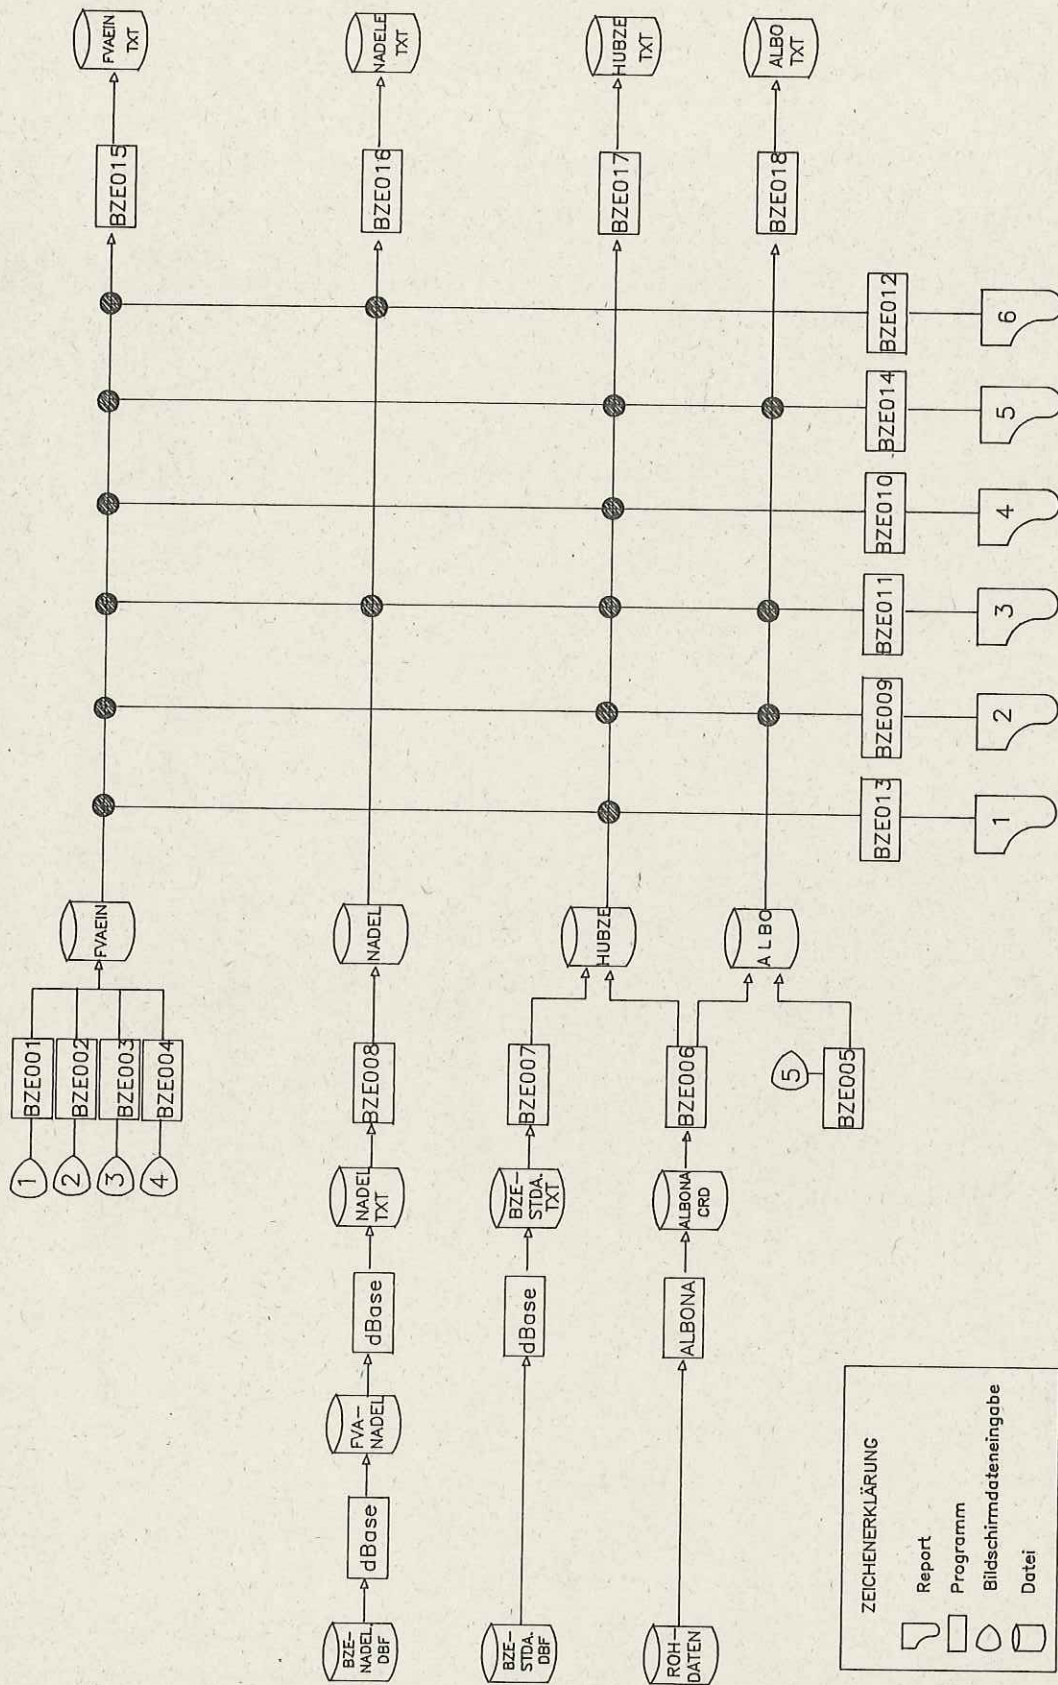 FVAEIN
TXT
NADELE
TXT
HUBZE
TXT
ALBO
TXT
BZE015
BZE016
BZE017
BZE018
BZE012
BZE014
BZE010
BZE011
BZE009
BZE013
6
5
4
3
2
1
FVAEIN
NADEL
HUBZE
ALBO
BZE001
BZE002
BZE003
BZE004
1
2
3
4
BZE008
BZE007
BZE006
5
BZE005
NADEL
TXT
BZE-
STDA.
TXT
ALBONA
CRD
dBase
dBase
ALBONA
FVA-
NADEL
dBase
BZE-
NADEL.
DBF
BZE-
STDA.
DBF
ROH-
DATEN
ZEICHENERKLÄRUNG
Report
Programm
Bildschirmdateneingabe
Datei